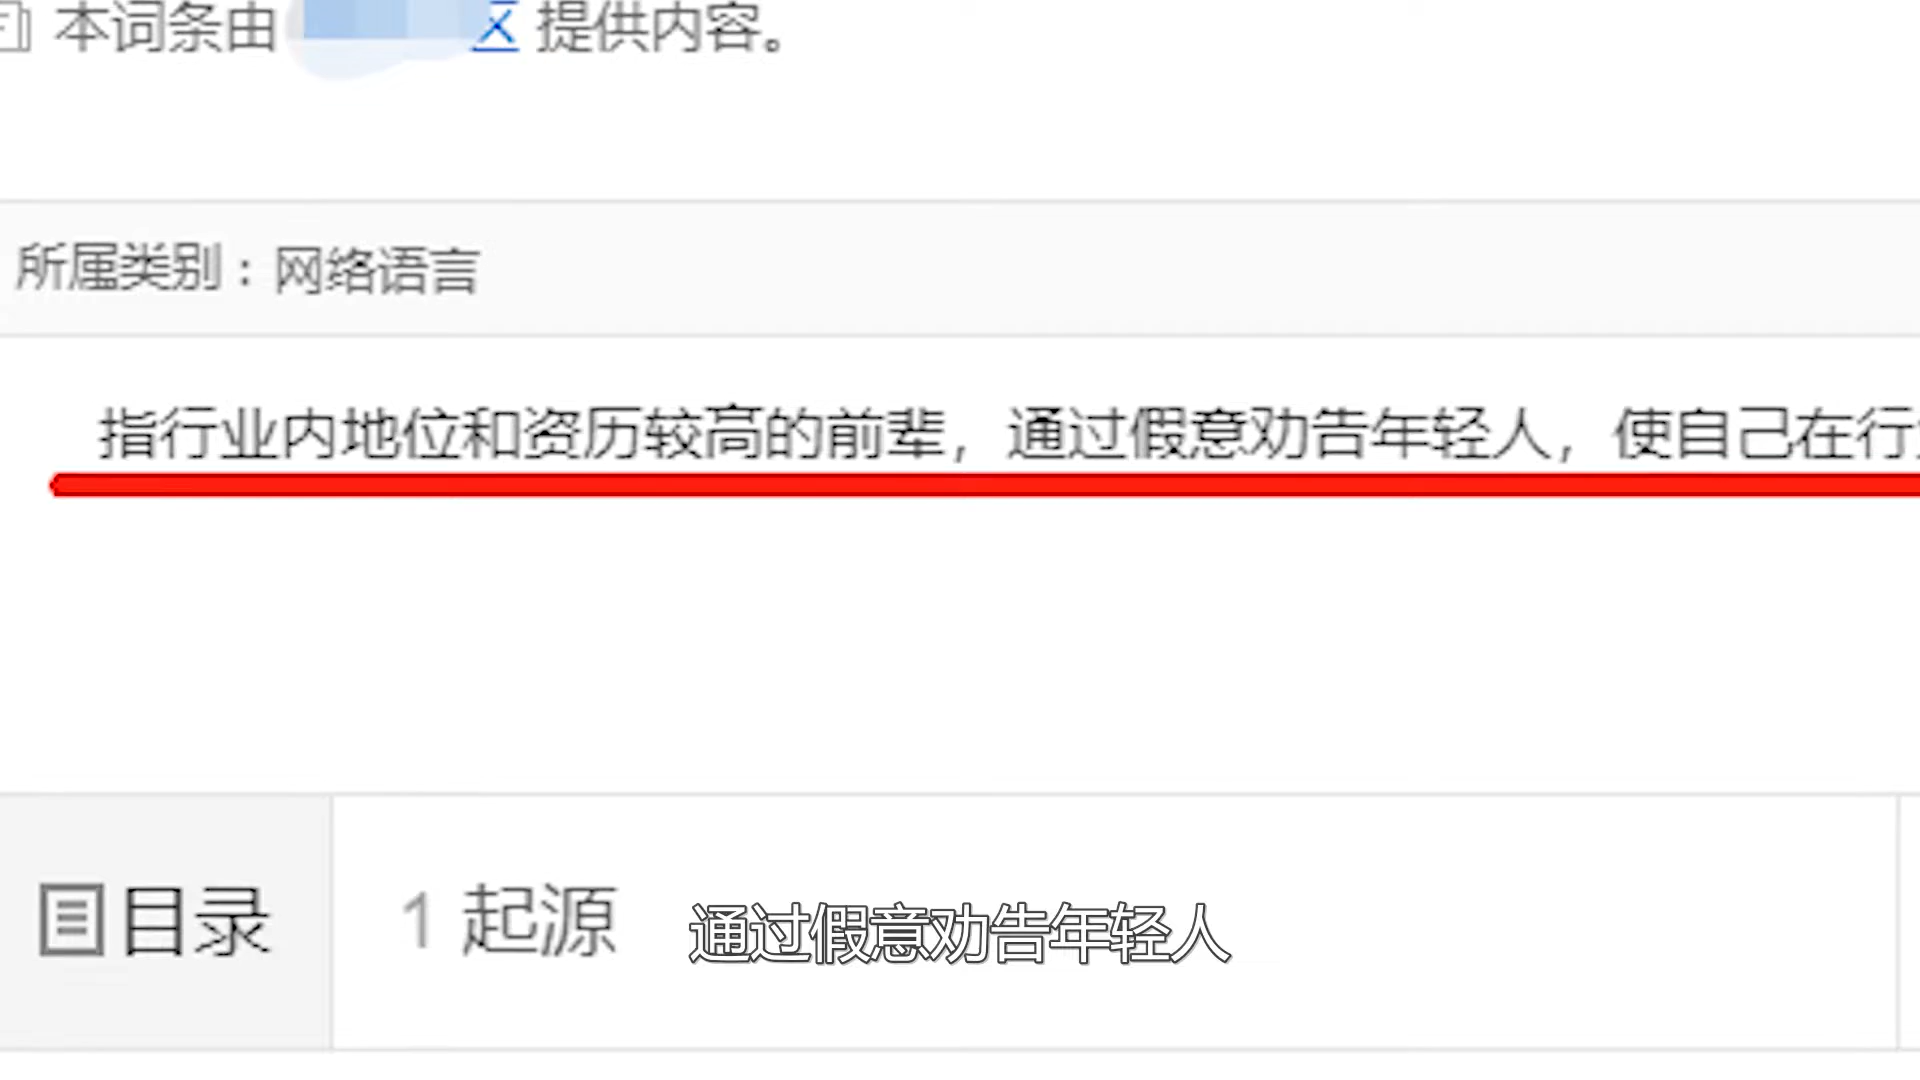 本词条由 提供内容。
所属类别：网络语言
指行业内地位和资历较高的前辈，通过假意劝告年轻人，使自己在行
目录
1 起源
通过假意劝告年轻人